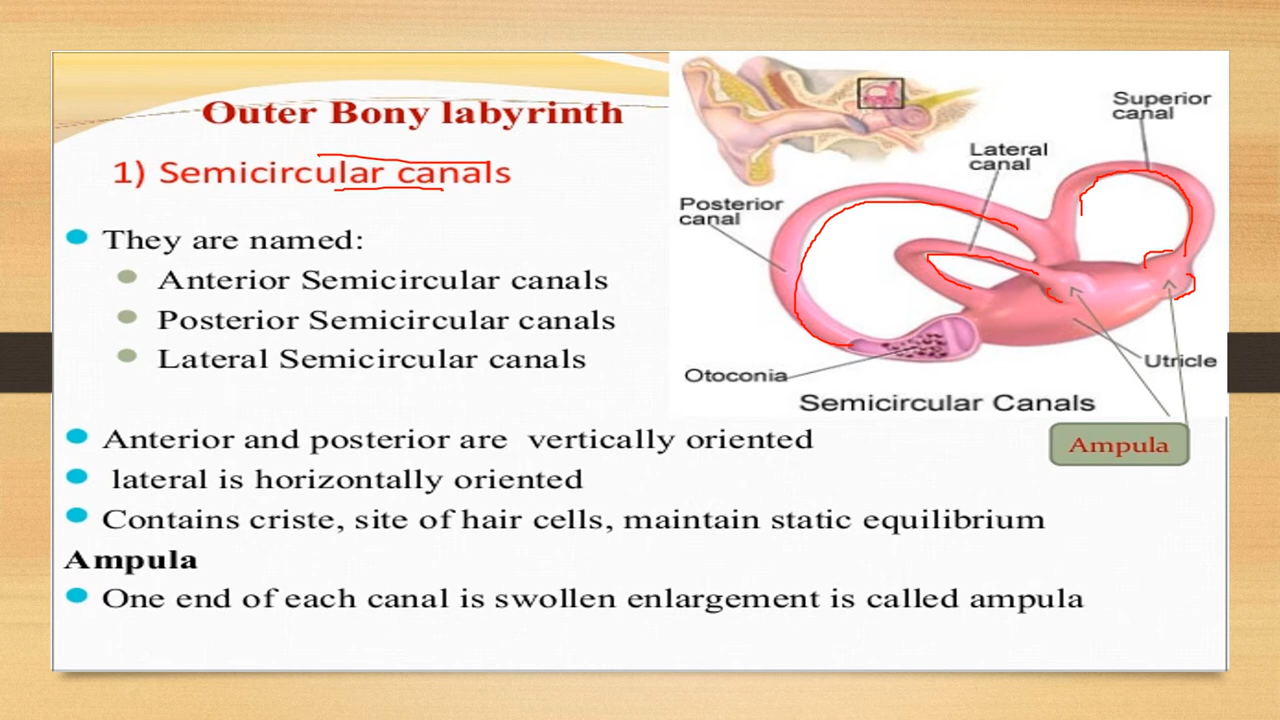 Outer Bony labyrinth
1) Semicircular canals
They are named:
Anterior Semicircular canals
Posterior Semicircular canals
Lateral Semicircular canals
Anterior and posterior are vertically oriented
lateral is horizontally oriented
Contains criste, site of hair cells, maintain static equilibrium
Ampula
One end of each canal is swollen enlargement is called ampula
Superior
canal
Lateral
canal
Posterior
canal
Otoconia
Utricle
Semicircular Canals
Ampula